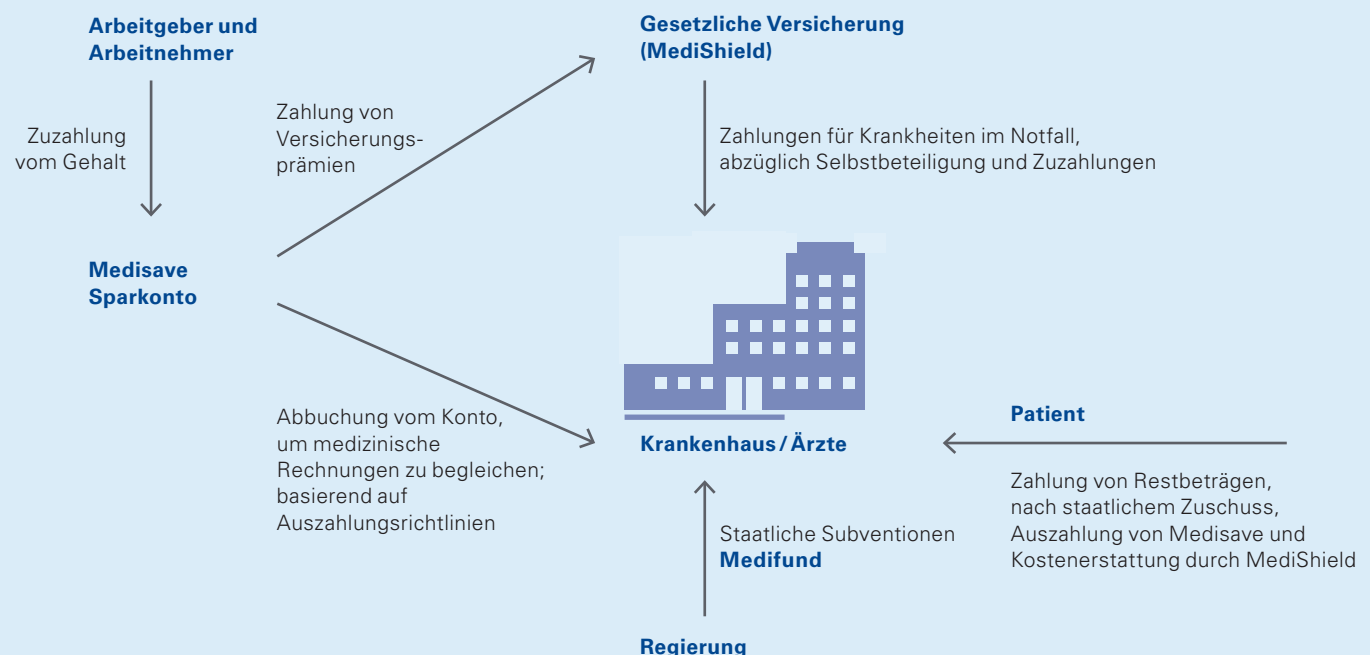 Arbeitgeber und
Arbeitnehmer
Zuzahlung
vom Gehalt
Medisave
Sparkonto
Zahlung von
Versicherungs-
prämien
Gesetzliche Versicherung
(MediShield)
Zahlungen für Krankheiten im Notfall,
abzüglich Selbstbeteiligung und Zuzahlungen
Abbuchung vom Konto,
um medizinische
Rechnungen zu begleichen;
basierend auf
Auszahlungsrichtlinien
Krankenhaus / Ärzte
Patient
Zahlung von Restbeträgen,
nach staatlichem Zuschuss,
Auszahlung von Medisave und
Kostenerstattung durch MediShield
Staatliche Subventionen
Medifund
Regierung